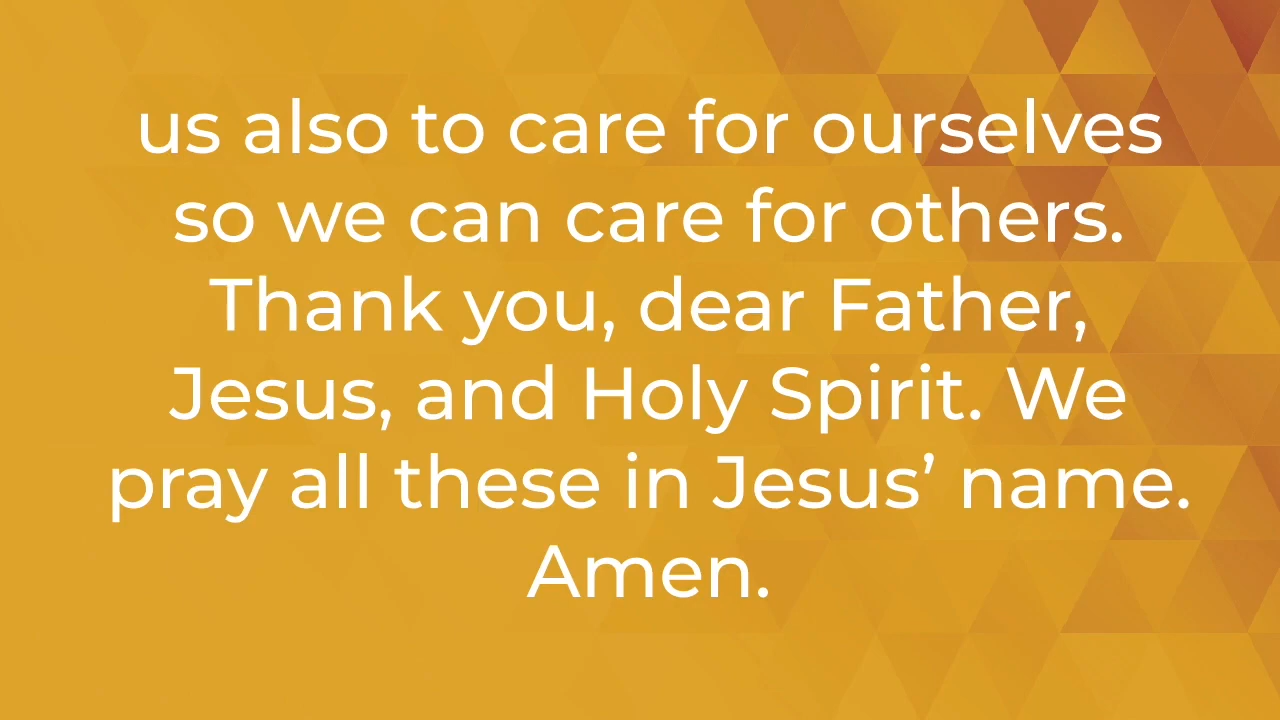 us also to care for ourselves
so we can care for others.
Thank you, dear Father,
Jesus, and Holy Spirit. We
pray all these in Jesus’ name.
Amen.